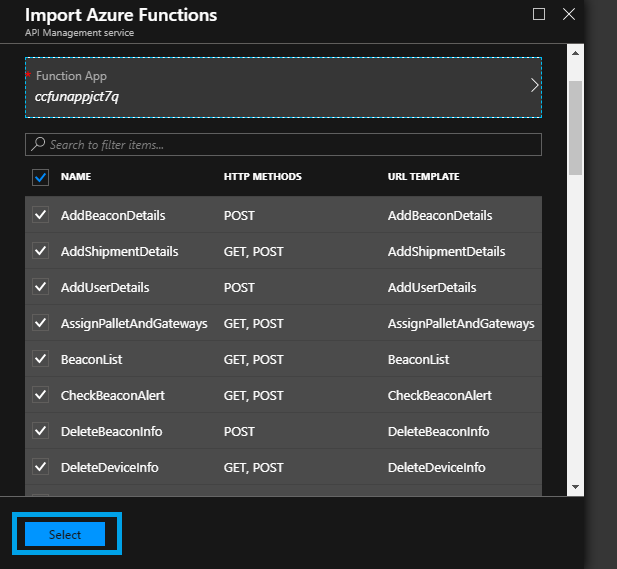 Import Azure Functions
API Management service
* Function App
ccfunappjct7q
Search to filter items...
NAME HTTP METHODS URL TEMPLATE
AddBeaconDetails POST AddBeaconDetails
AddShipmentDetails GET, POST AddShipmentDetails
AddUserDetails POST AddUserDetails
AssignPalletAndGateways GET, POST AssignPalletAndGateways
BeaconList GET, POST BeaconList
CheckBeaconAlert GET, POST CheckBeaconAlert
DeleteBeaconInfo POST DeleteBeaconInfo
DeleteDeviceInfo GET, POST DeleteDeviceInfo
Select